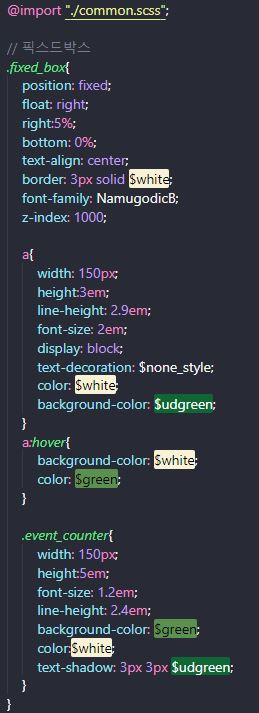 @import "./common.scss";
// 픽스드박스
.fixed_box{
position: fixed;
float: right;
right:5%;
bottom: 0%;
text-align: center;
border: 3px solid $white;
font-family: NamugodicB;
z-index: 1000;
a{
width: 150px;
height:3em;
line-height: 2.9em;
font-size: 2em;
display: block;
text-decoration: $none_style;
color: $white;
background-color: $udgreen;
}
a:hover{
background-color: $white;
color: $green;
}
.event_counter{
width: 150px;
height:5em;
font-size: 1.2em;
line-height: 2.4em;
background-color: $green;
color:$white;
text-shadow: 3px 3px $udgreen;
}
}